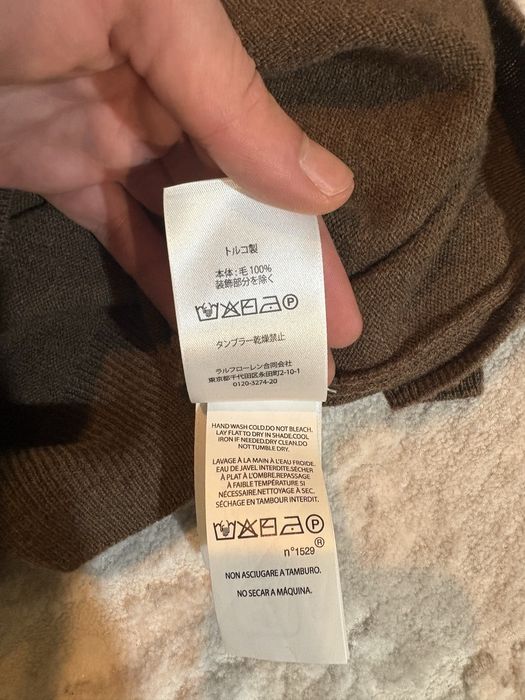 トルコ製
本体：毛 100%
装飾部分を除く
P
タンブラー乾燥禁止
ラルフローレン合同会社
東京都千代田区永田町2-10-1
0120-3274-20
HAND WASH COLD.DO NOT BLEACH.
LAY FLAT TO DRY IN SHADE.COOL
IRON IF NEEDED.DRY CLEAN.DO
NOT TUMBLE DRY.
LAVAGE À LA MAIN À L'EAU FROIDE.
EAU DE JAVEL INTERDITE.SÉCHER
À PLAT À L'OMBRE.REPASSAGE
À FAIBLE TEMPÉRATURE SI
NÉCESSAIRE.NETTOYAGE À SEC.
SÉCHAGE EN TAMBOUR INTERDIT.
P
®
n°1529
NON ASCIUGARE A TAMBURO.
NO SECAR A MÁQUINA.